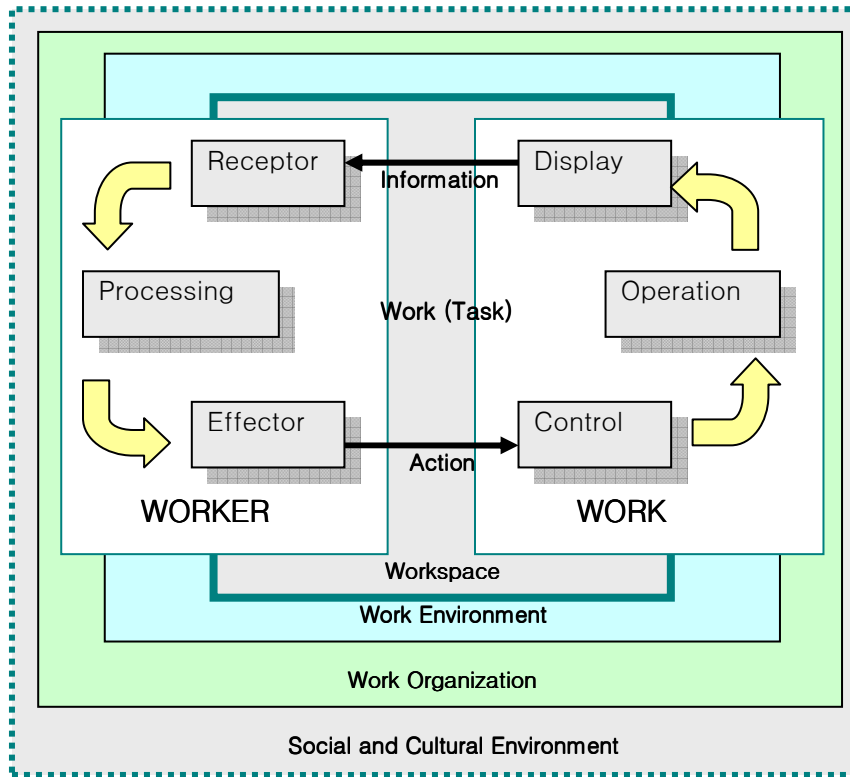 Receptor
Display
Information
Processing
Work (Task)
Operation
Effector
Control
Action
WORKER
WORK
Workspace
Work Environment
Work Organization
Social and Cultural Environment